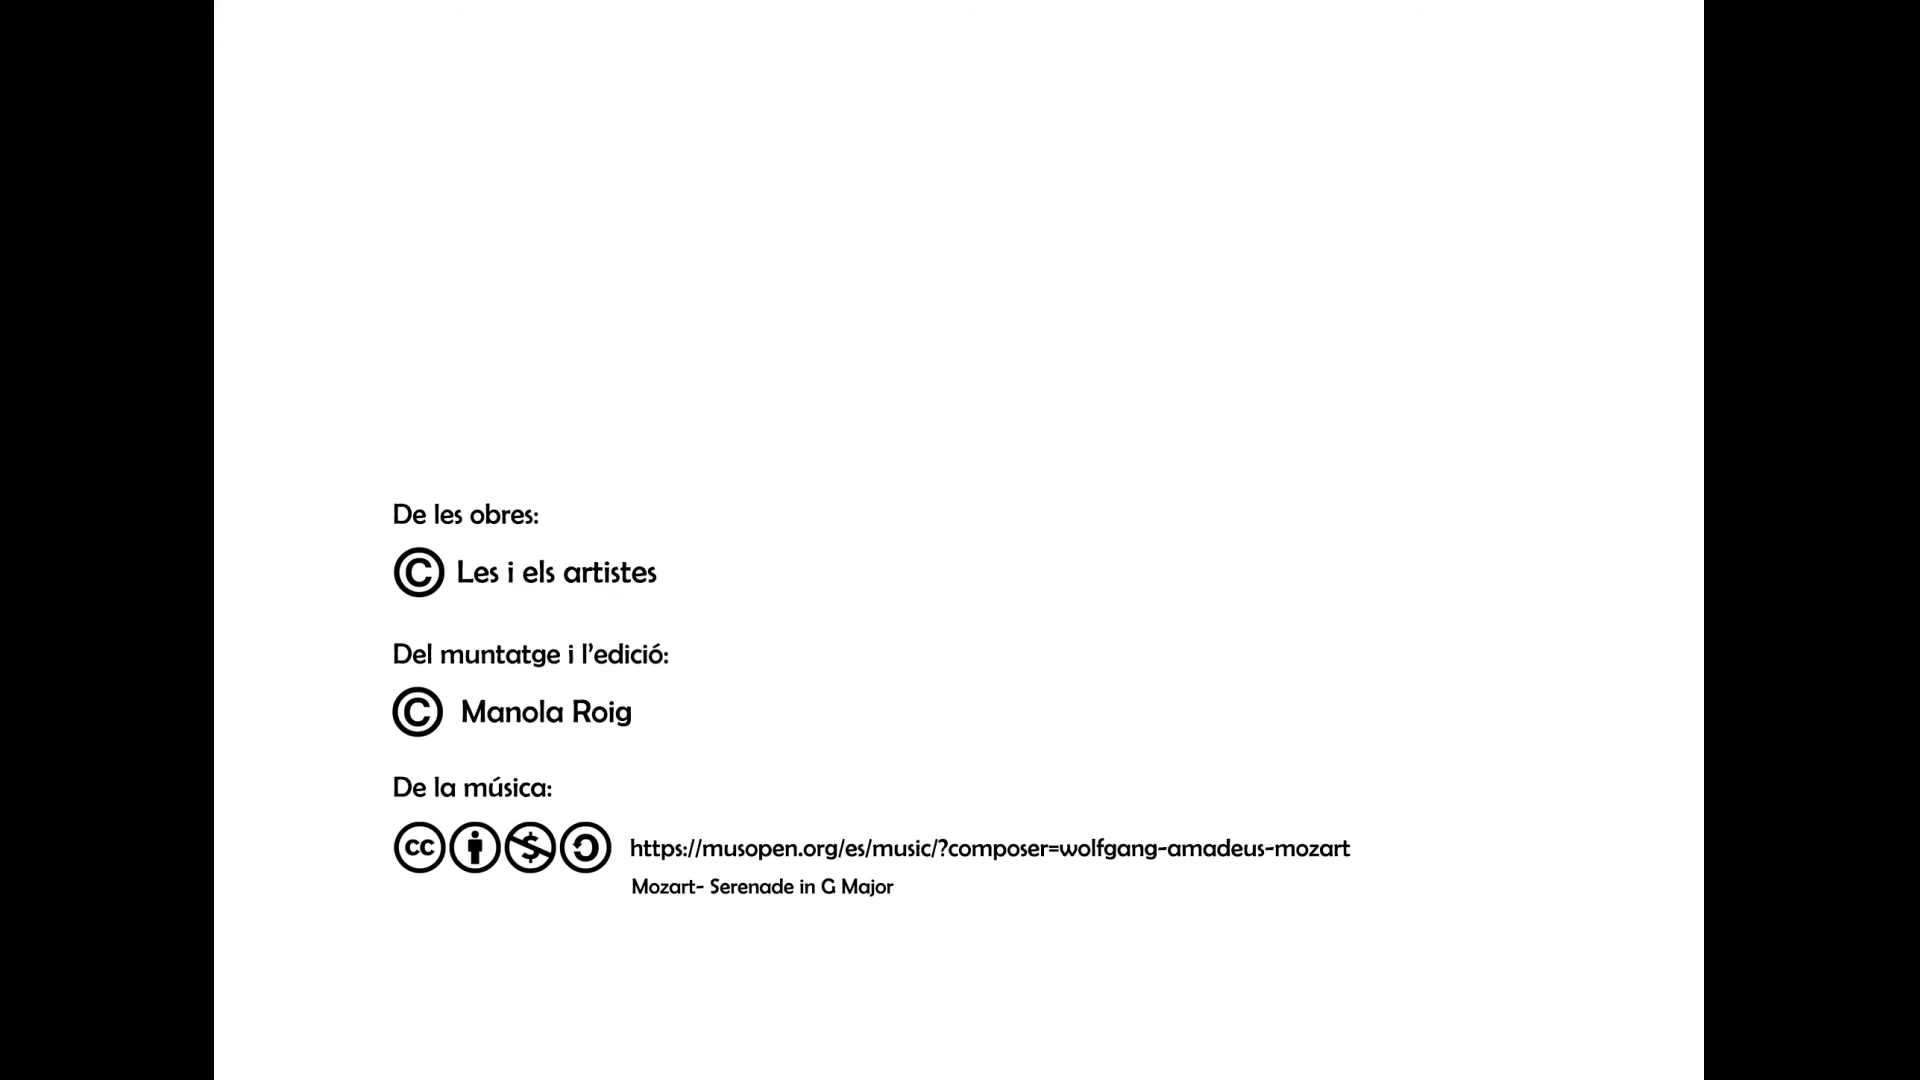 De les obres:
© Les i els artistes
Del muntatge i l’edició:
© Manola Roig
De la música:
cc $ https://musopen.org/es/music/?composer=wolfgang-amadeus-mozart
Mozart- Serenade in G Major